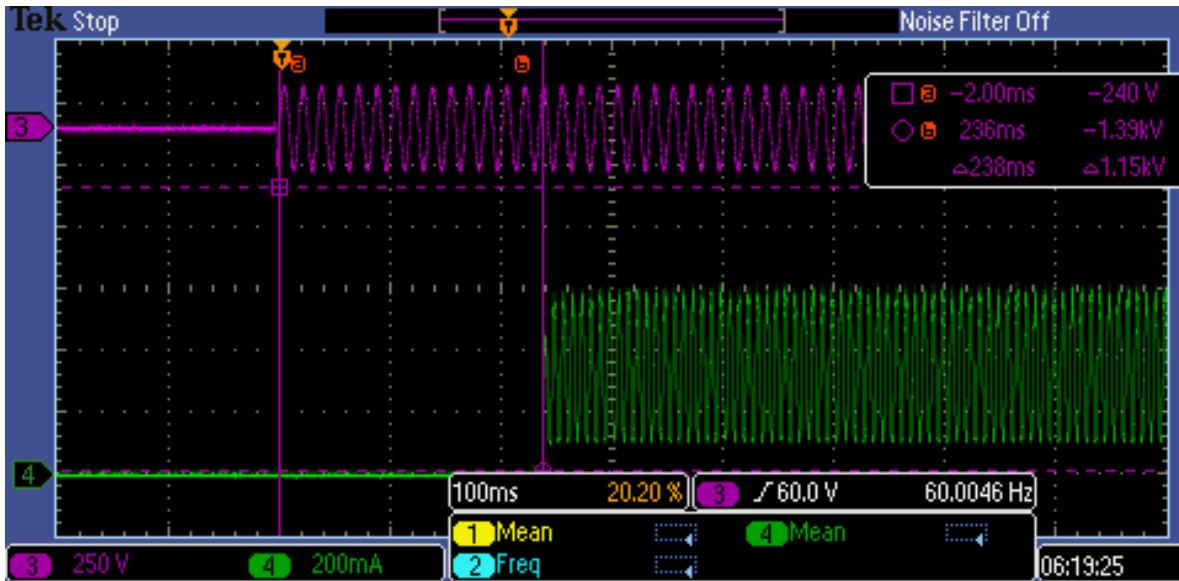 Tek Stop
Noise Filter Off
T
T a b
a −2.00ms −240 V
b 236ms −1.39kV
△238ms △1.15kV
3
4
100ms 20.20 % 3 60.0 V 60.0046 Hz
1 Mean 4 Mean
2 Freq
3 250 V 4 200mA
06:19:25